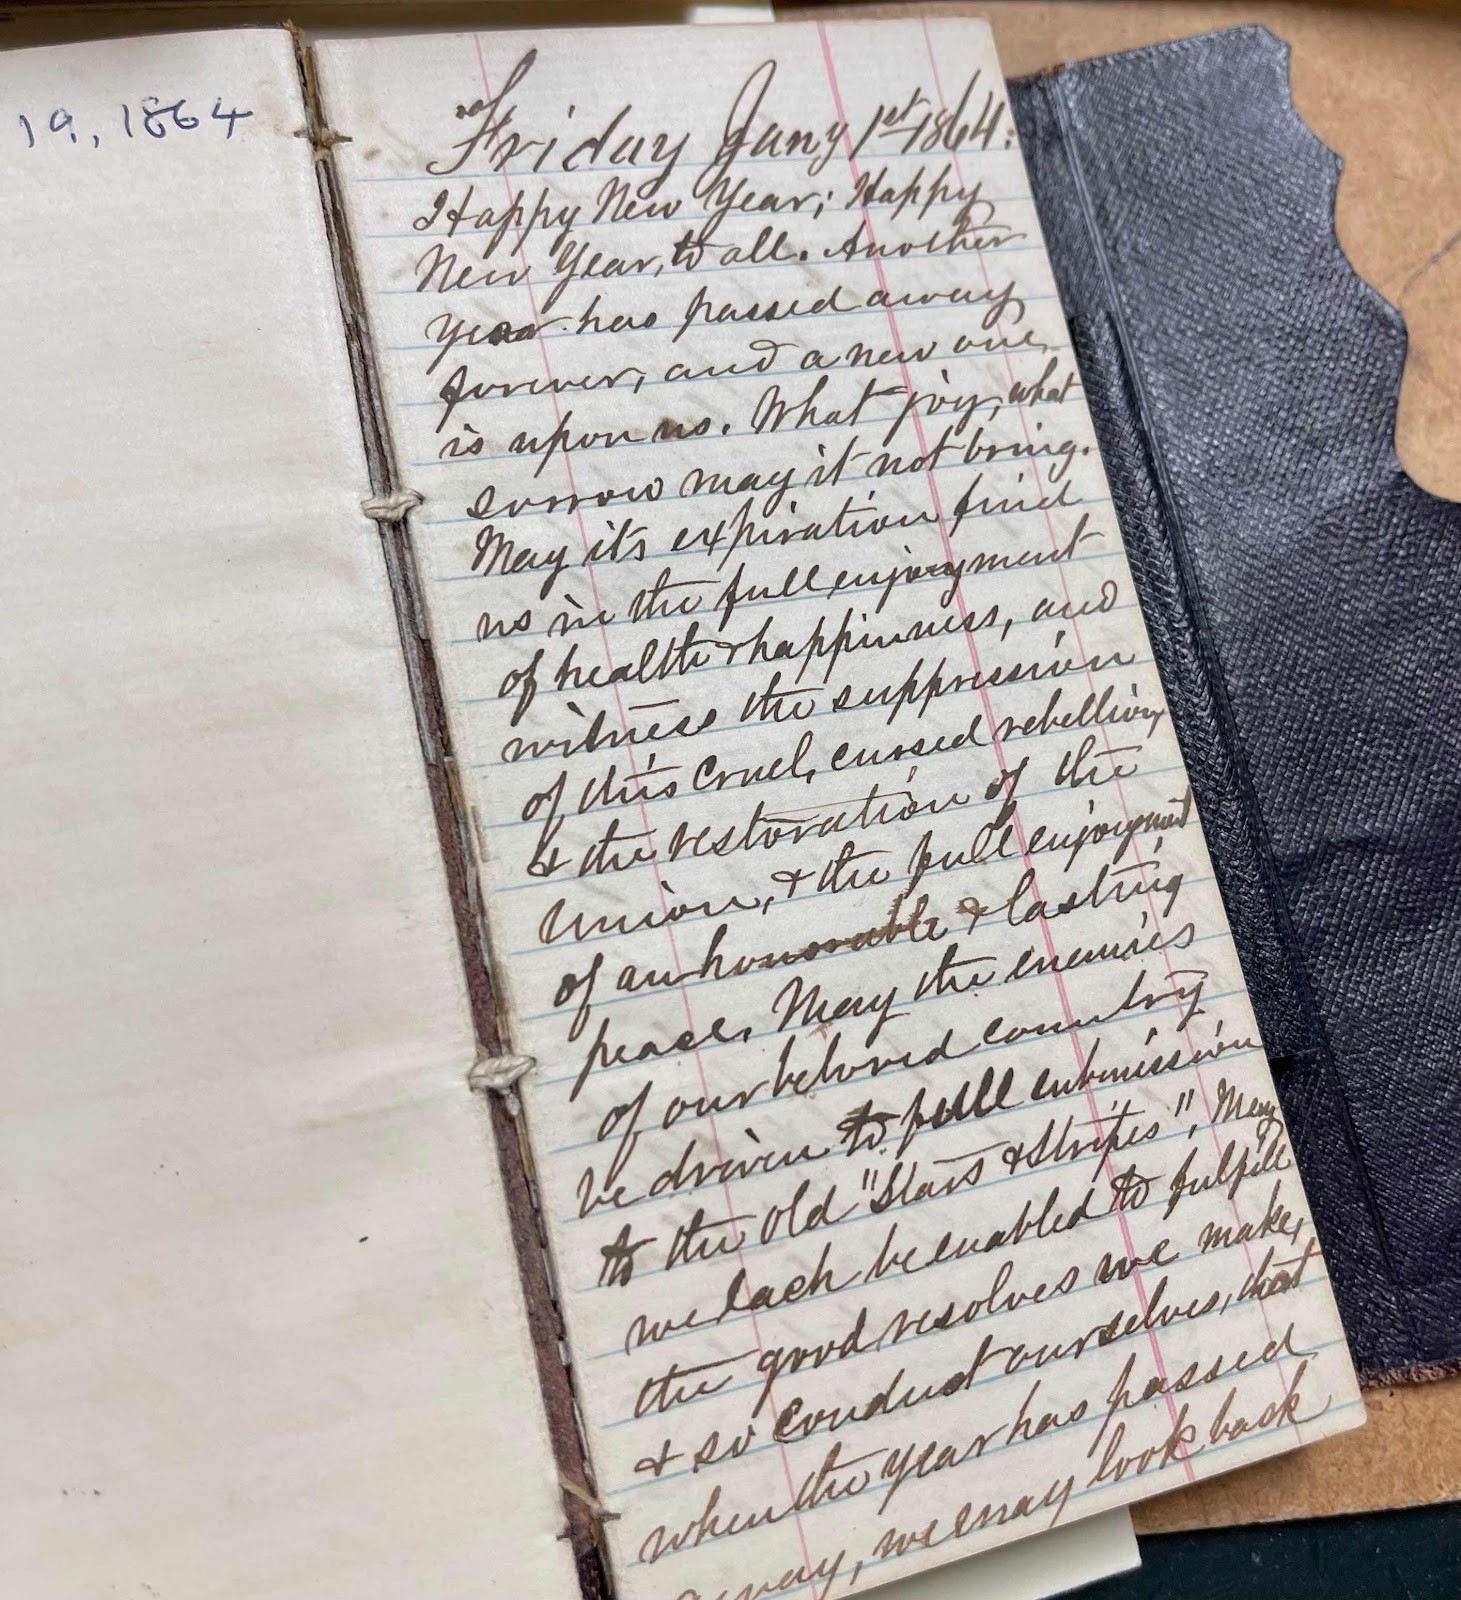 19, 1864
Friday Jany 1st 1864.
Happy New Year; Happy
New Year, to all. Another
year has passed away
forever, and a new one
is upon us. What joy, what
sorrow may it not bring.
May its expiration find
us in the full enjoyment
of health & happiness, and
witness the suppression
of this cruel, cursed rebellion,
& the restoration of the
Union, & the full enjoyment
of an honorable & lasting
peace. May the enemies
of our beloved country
be driven to full submission
to the old "Stars & Stripes", May
we each be enabled to fulfill
the good resolves we make,
& so conduct ourselves, that
when the year has passed
away, we may look back